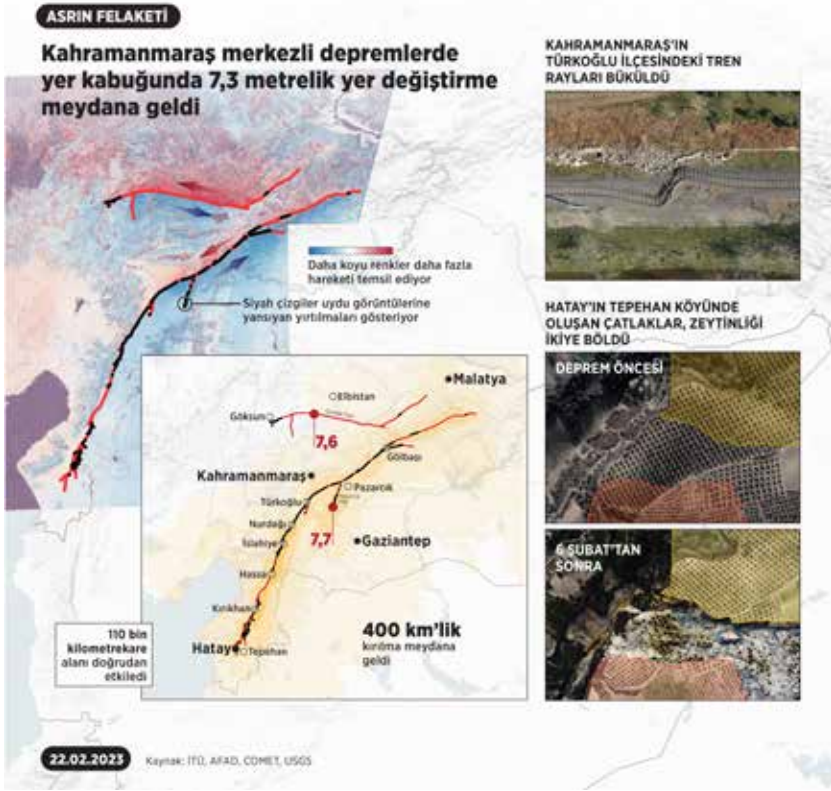 ASRIN FELAKETİ
Kahramanmaraş merkezli depremlerde
yer kabuğunda 7,3 metrelik yer değiştirme
meydana geldi
Daha koyu renkler daha fazla
hareketi temsil ediyor
Siyah çizgiler uydu görüntülerine
yansıyan yırtılmaları gösteriyor
KAHRAMANMARAŞ'IN
TÜRKOĞLU İLÇESİNDEKİ TREN
RAYLARI BÜKÜLDÜ
HATAY'IN TEPEHAN KÖYÜNDE
OLUŞAN ÇATLAKLAR, ZEYTİNLİĞİ
İKİYE BÖLDÜ
DEPREM ÖNCESİ
6 ŞUBAT'TAN
SONRA
Malatya
Elbistan
Göksun
7,6
Gölbaşı
Kahramanmaraş
Pazarcık
Türkoğlu
Nurdağı
7,7
İslahiye
Gaziantep
Hassa
Kırıkhan
400 km'lik
kırılma meydana
geldi
Hatay
Tepehan
110 bin
kilometrekare
alanı doğrudan
etkiledi
22.02.2023
Kaynak: İTÜ, AFAD, COMET, USGS